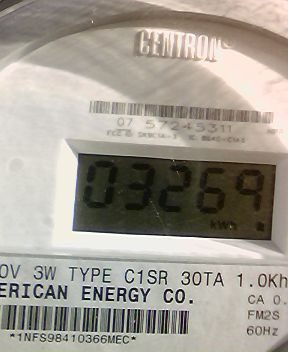 CENTRON
07 57245311
03269
kWh
0V 3W TYPE C1SR 30TA 1.0Kh
ERICAN ENERGY CO. CA 0.
FM2S
60Hz
*1NFS98410366MEC*